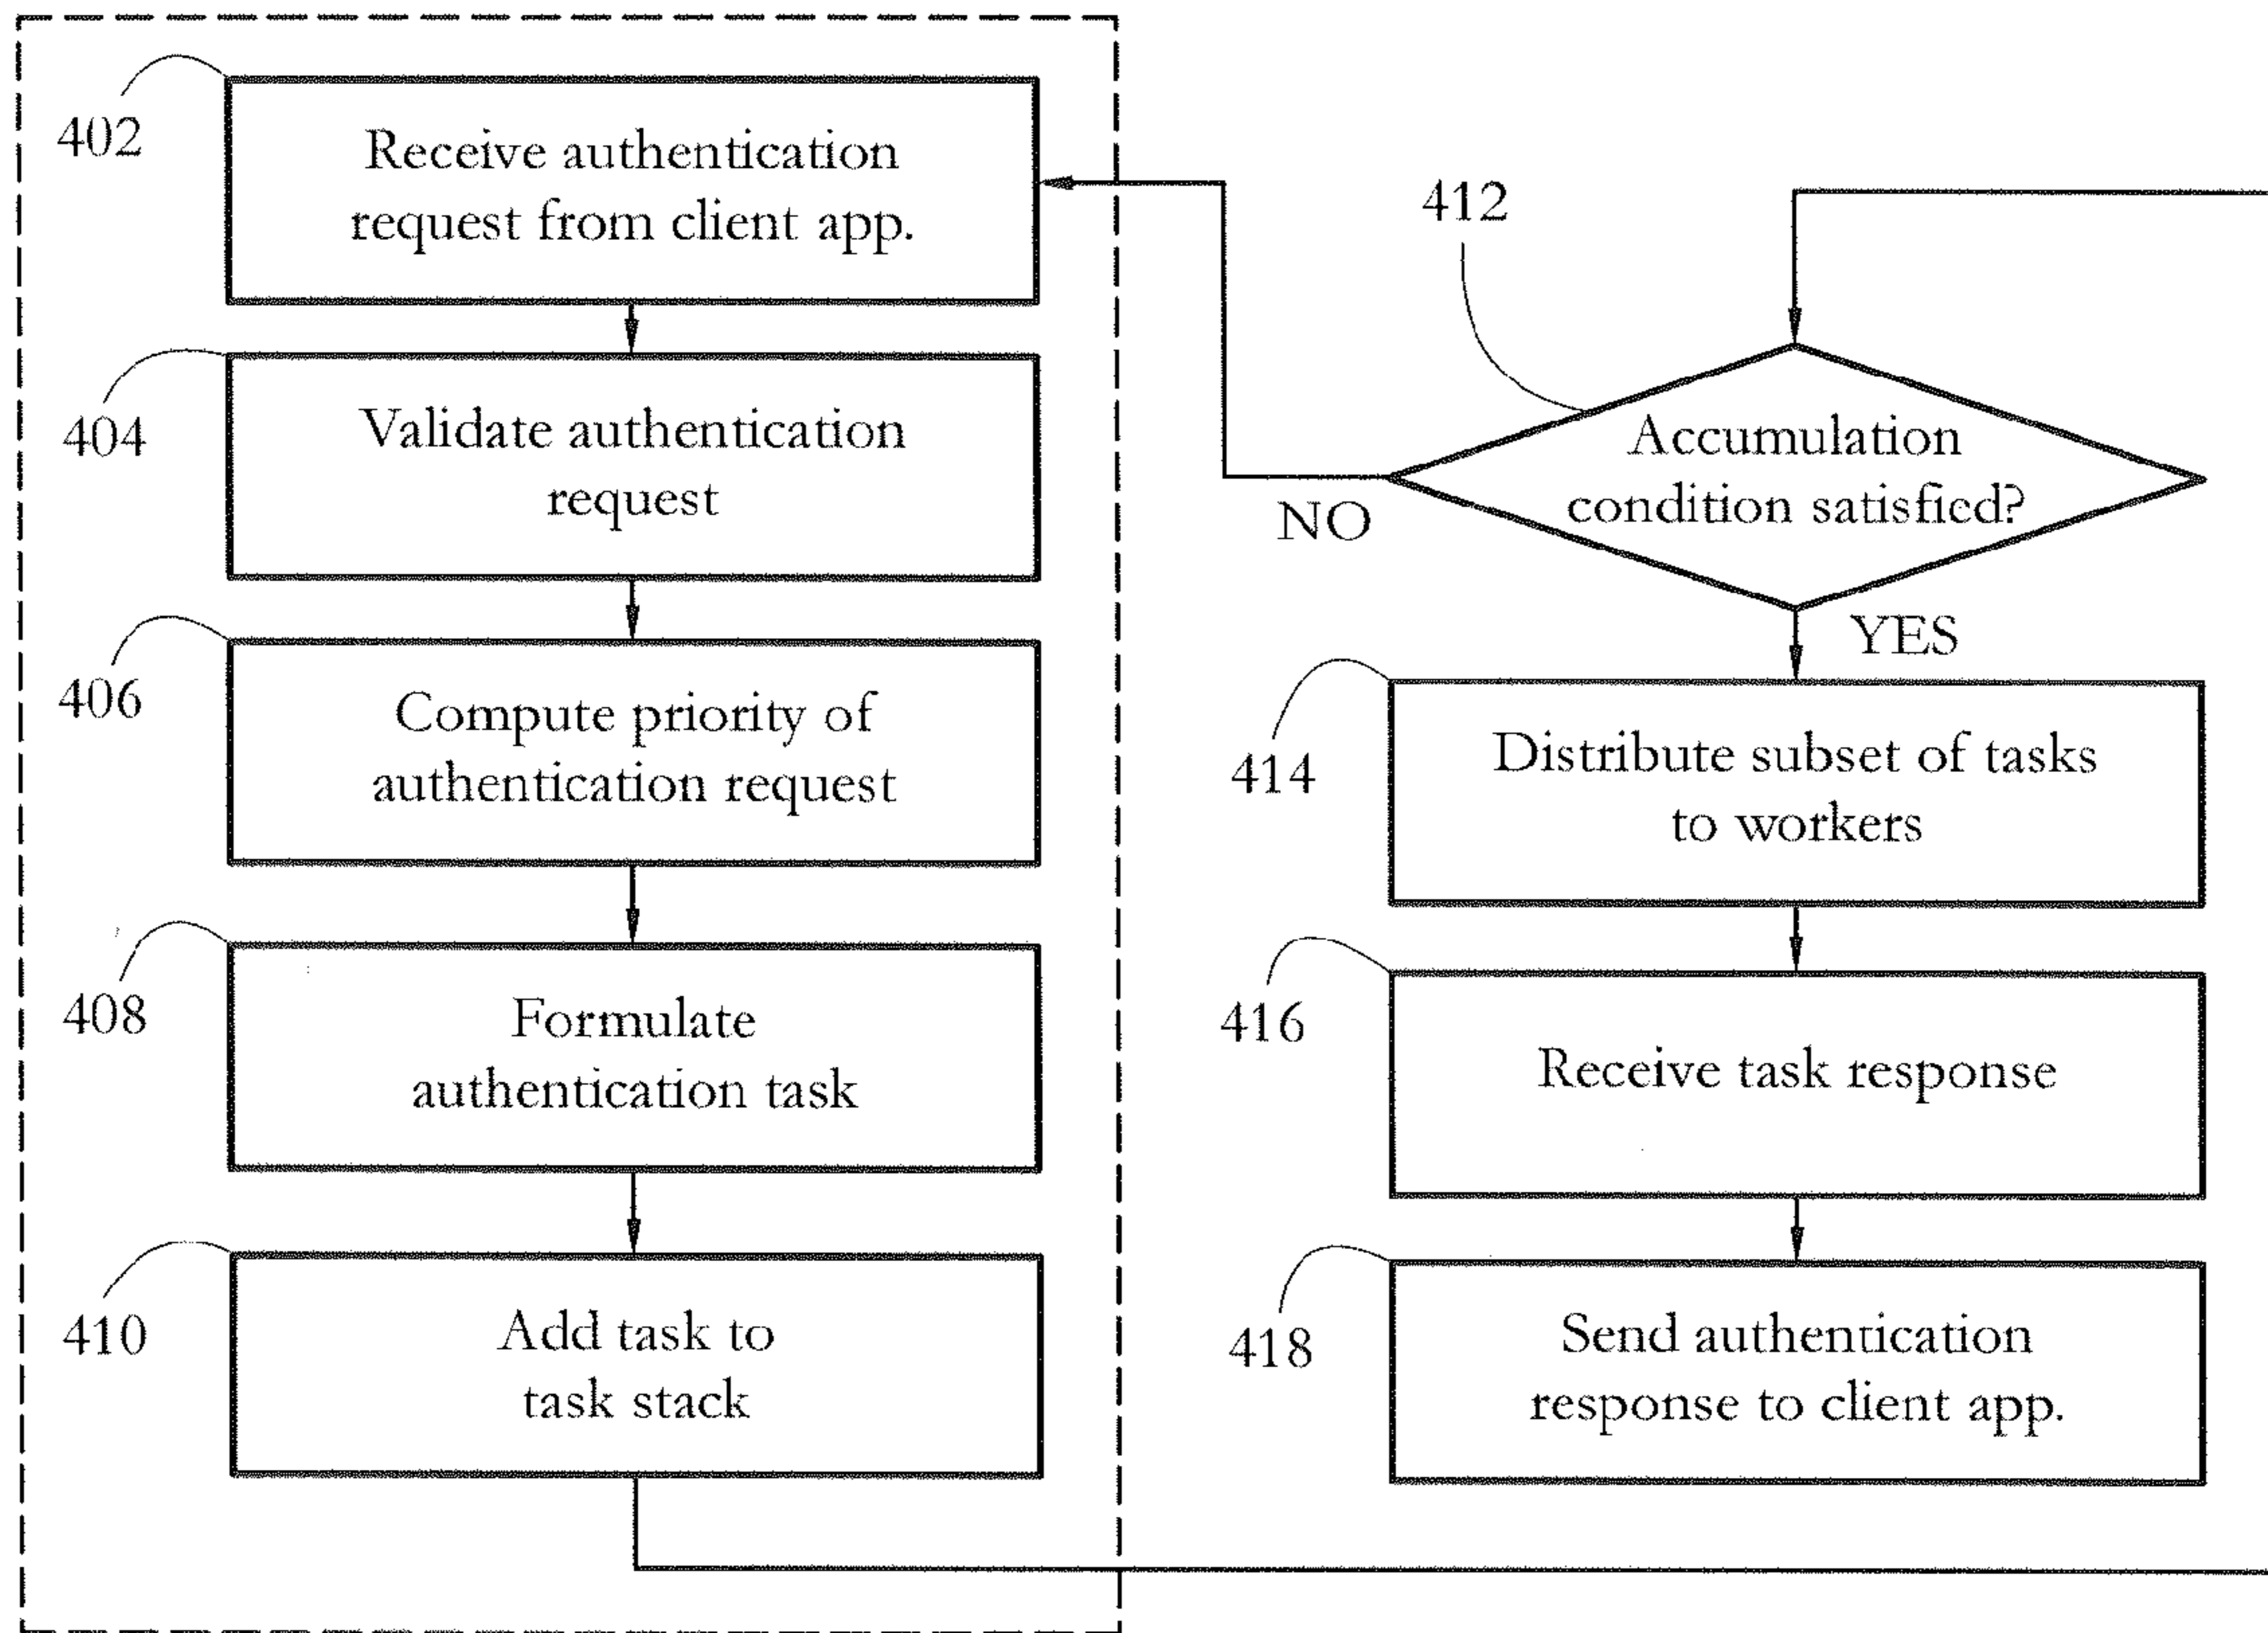 402
Receive authentication
request from client app.
404
Validate authentication
request
406
Compute priority of
authentication request
408
Formulate
authentication task
410
Add task to
task stack
412
Accumulation
condition satisfied?
NO
YES
414
Distribute subset of tasks
to workers
416
Receive task response
418
Send authentication
response to client app.